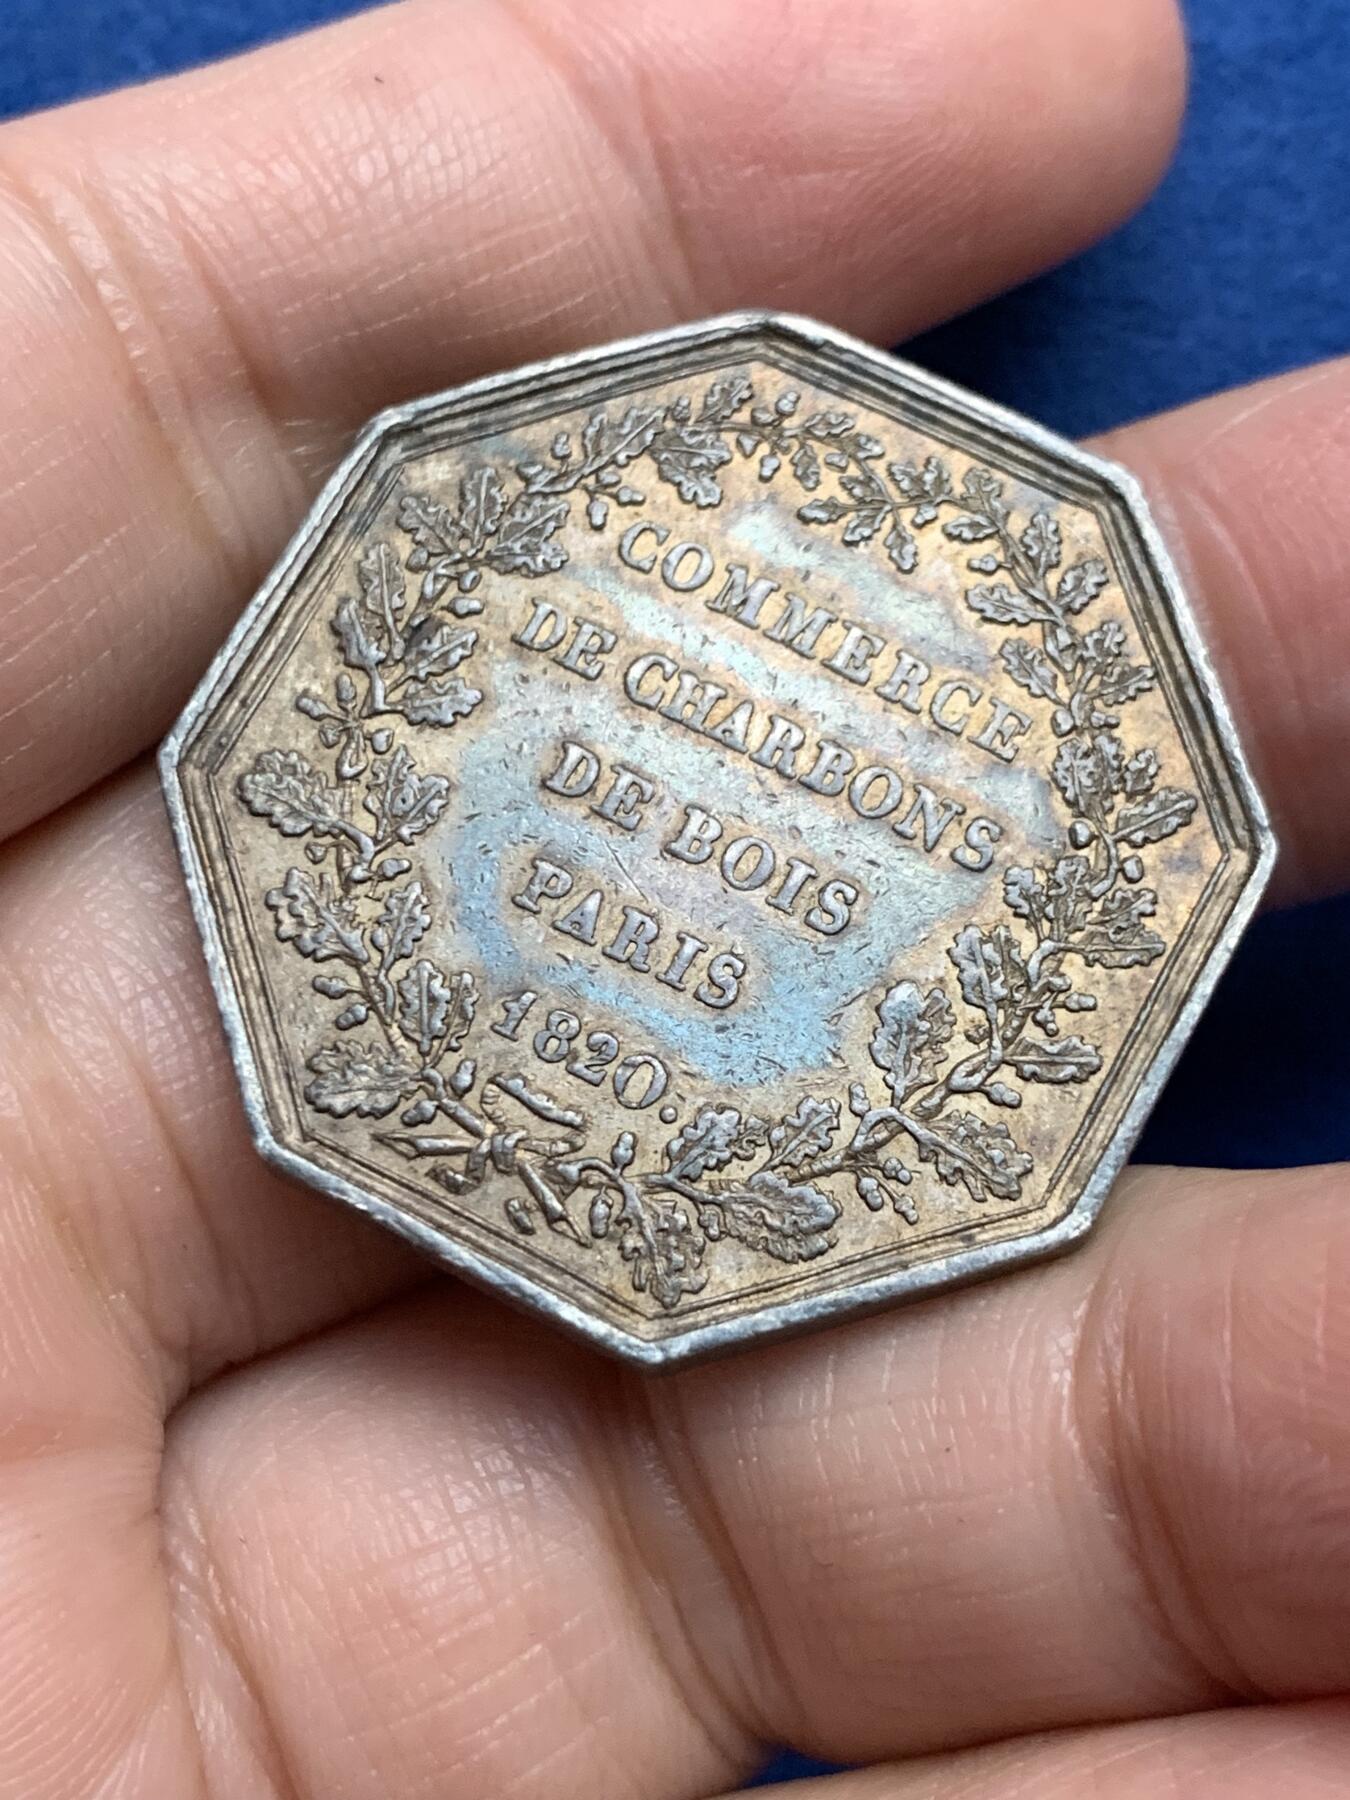 COMMERCE
DE CHARBONS
DE BOIS
PARIS
1820.